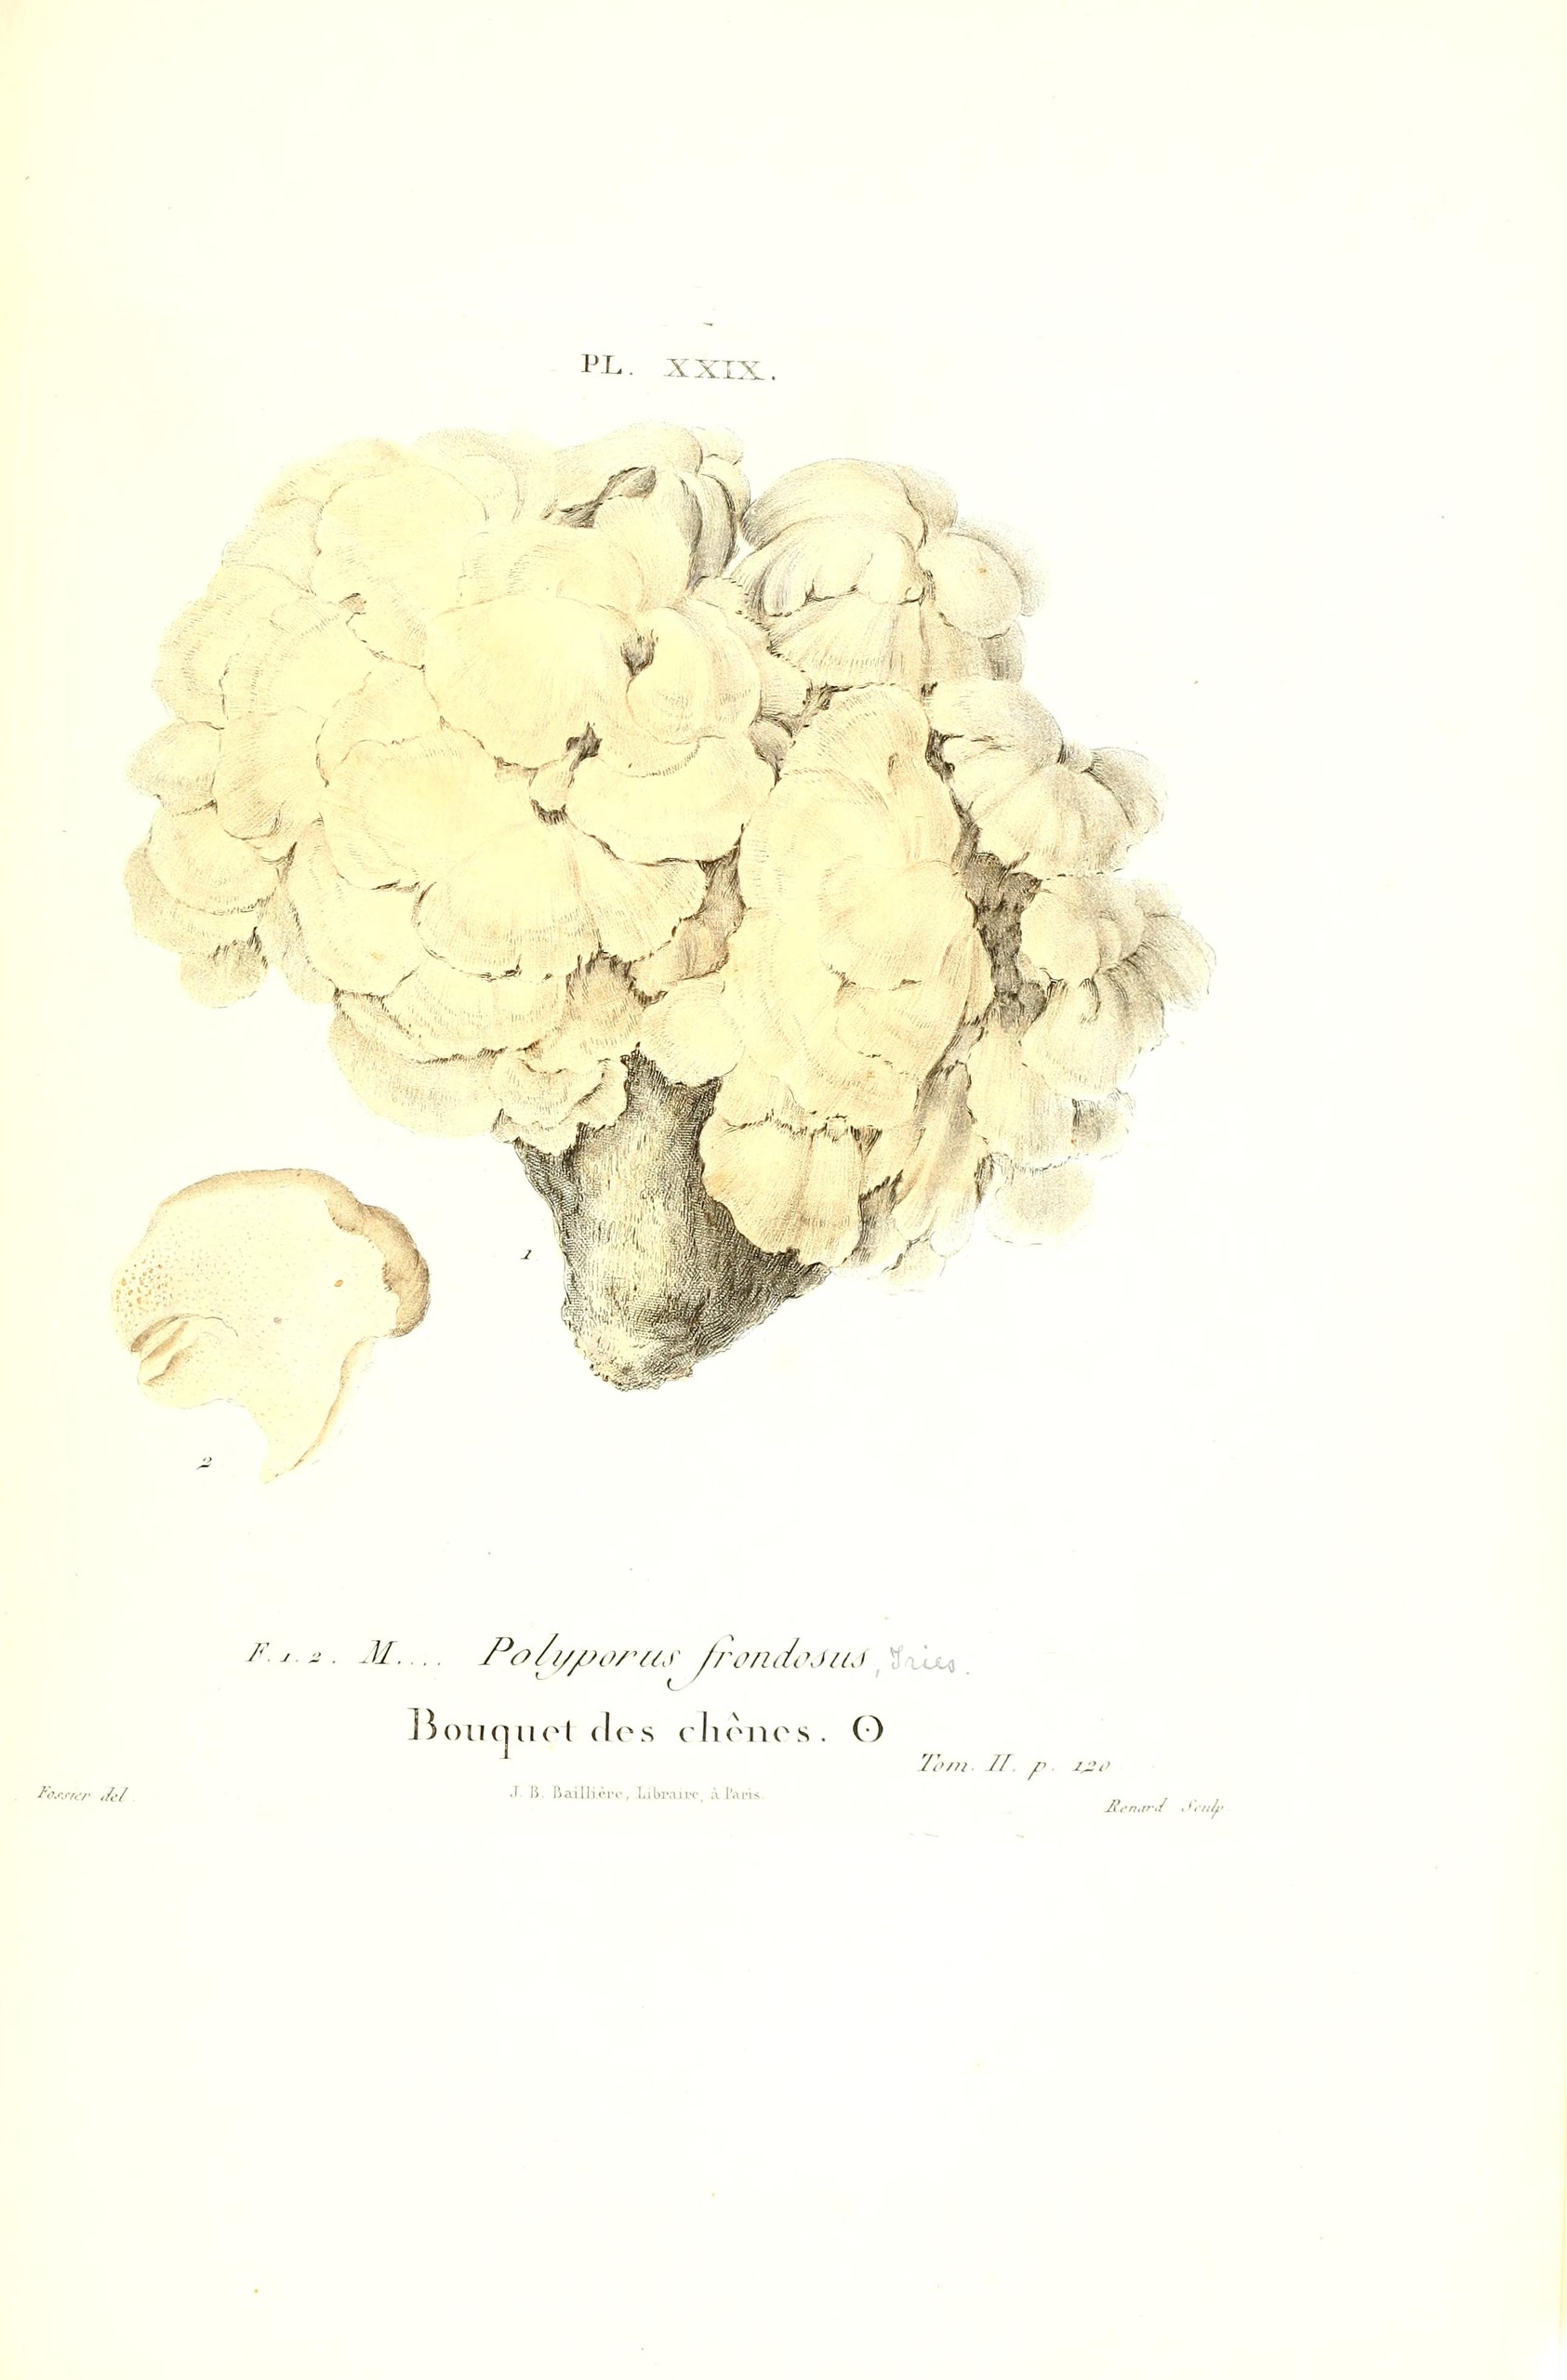 PL. XXIX.
1
2
F. 1. 2. M.... Polyporus frondosus, Fries.
Bouquet des chênes. ʘ
Tom. II. p. 120
Fossier del.
J. B. Baillière, Libraire, à Paris.
Renard Sculp.